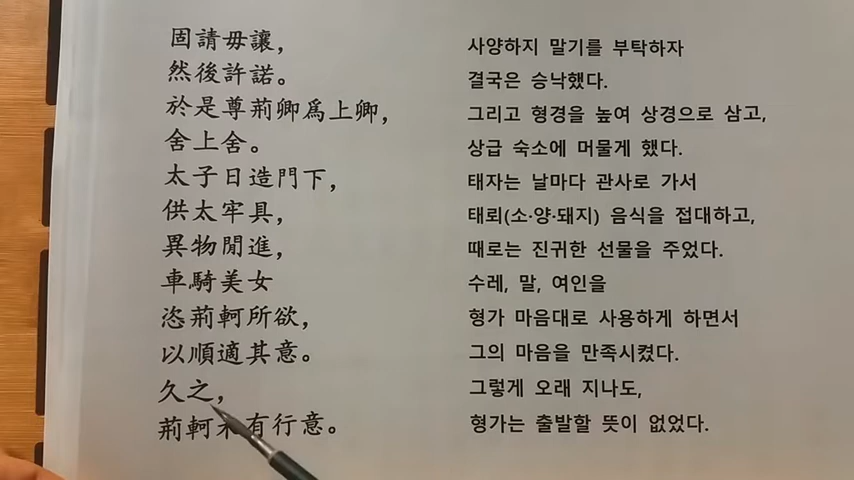 固請毋讓,
然後許諾。
於是尊荊卿爲上卿,
舍上舍。
太子日造門下,
供太牢具,
異物閒進,
車騎美女
恣荊軻所欲,
以順適其意。
久之,
荊軻未有行意。
사양하지 말기를 부탁하자
결국은 승낙했다.
그리고 형경을 높여 상경으로 삼고,
상급 숙소에 머물게 했다.
태자는 날마다 관사로 가서
태뢰(소·양·돼지) 음식을 접대하고,
때로는 진귀한 선물을 주었다.
수레, 말, 여인을
형가 마음대로 사용하게 하면서
그의 마음을 만족시켰다.
그렇게 오래 지나도,
형가는 출발할 뜻이 없었다.